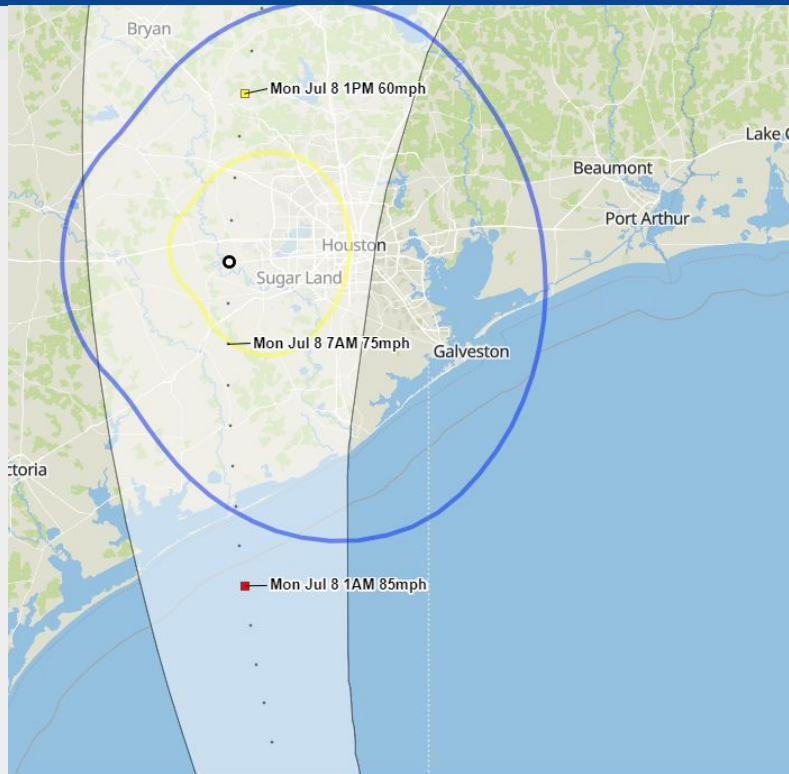 Bryan
Mon Jul 8 1PM 60mph
Lake C
Beaumont
Port Arthur
Houston
Sugar Land
Mon Jul 8 7AM 75mph
Galveston
ctoria
Mon Jul 8 1AM 85mph